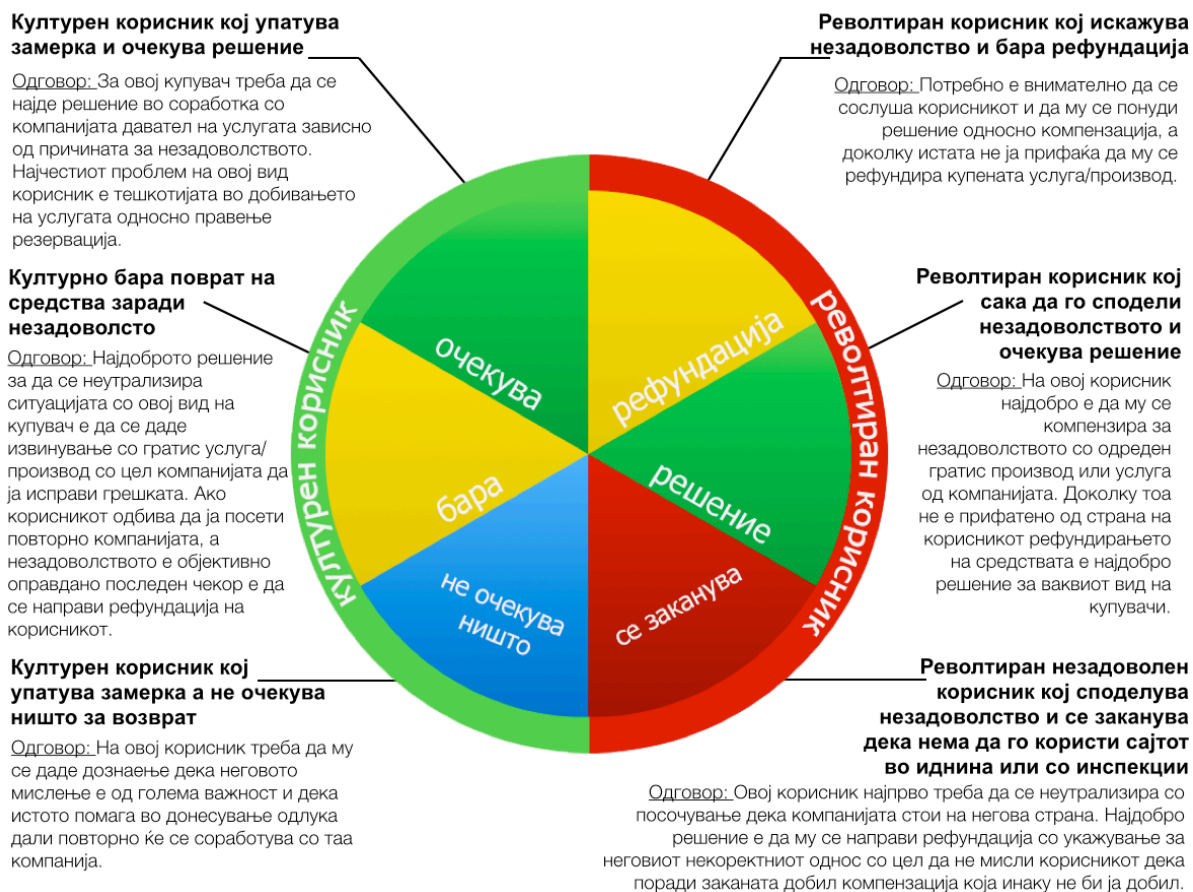 Културен корисник кој упатува
замерка и очекува решение
Одговор: За овој купувач треба да се
најде решение во соработка со
компанијата давател на услугата зависно
од причината за незадоволството.
Најчестиот проблем на овој вид
корисник е тешкотијата во добивањето
на услугата односно правење
резервација.
Културно бара поврат на
средства заради
незадоволсто
Одговор: Најдоброто решение
за да се неутрализира
ситуацијата со овој вид на
купувач е да се даде
извинување со гратис услуга/
производ со цел компанијата да
ја исправи грешката. Ако
корисникот одбива да ја посети
повторно компанијата, а
незадоволството е објективно
оправдано последен чекор е да
се направи рефундација на
корисникот.
Културен корисник кој
упатува замерка а не очекува
ништо за возврат
Одговор: На овој корисник треба да му
се даде дознаење дека неговото
мислење е од голема важност и дека
истото помага во донесување одлука
дали повторно ќе се соработува со таа
компанија.
културен корисник
очекува
бара
не очекува
ништо
рефундација
решение
се заканува
револтиран корисник
Револтиран корисник кој искажува
незадоволство и бара рефундација
Одговор: Потребно е внимателно да се
сослуша корисникот и да му се понуди
решение односно компензација, а
доколку истата не ја прифаќа да му се
рефундира купената услуга/производ.
Револтиран корисник кој
сака да го сподели
незадоволството и
очекува решение
Одговор: На овој корисник
најдобро е да му се
компензира за
незадоволството со одреден
гратис производ или услуга
од компанијата. Доколку тоа
не е прифатено од страна на
корисникот рефундирањето
на средствата е најдобро
решение за ваквиот вид на
купувачи.
Револтиран незадоволен
корисник кој споделува
незадоволство и се заканува
дека нема да го користи сајтот
во иднина или со инспекции
Одговор: Овој корисник најпрво треба да се неутрализира со
посочување дека компанијата стои на негова страна. Најдобро
решение е да му се направи рефундација со укажување за
неговиот некоректниот однос со цел да не мисли корисникот дека
поради заканата добил компензација која инаку не би ја добил.